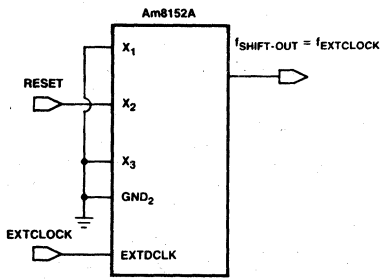 Am8152A
X1
fSHIFT-OUT = fEXTCLOCK
RESET
X2
X3
GND2
EXTCLOCK
EXTDCLK